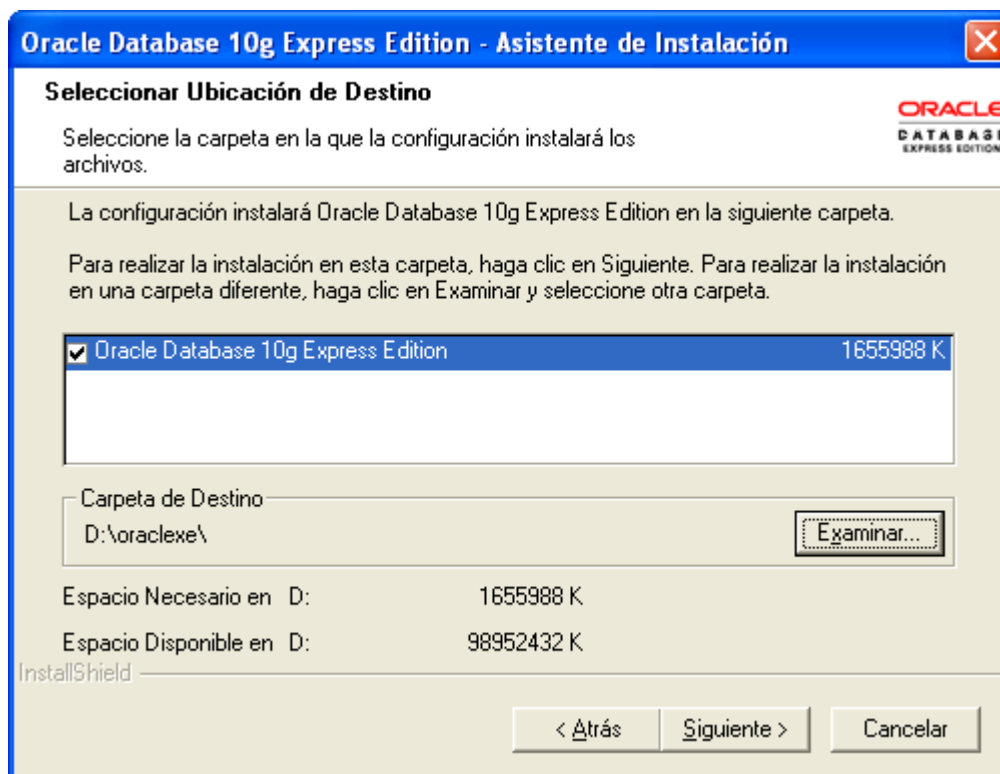 Oracle Database 10g Express Edition - Asistente de Instalación
Seleccionar Ubicación de Destino
Seleccione la carpeta en la que la configuración instalará los
archivos.
ORACLE
DATABASE
EXPRESS EDITION
La configuración instalará Oracle Database 10g Express Edition en la siguiente carpeta.
Para realizar la instalación en esta carpeta, haga clic en Siguiente. Para realizar la instalación
en una carpeta diferente, haga clic en Examinar y seleccione otra carpeta.
Oracle Database 10g Express Edition 1655988 K
Carpeta de Destino
D:\oraclexe\
Examinar...
Espacio Necesario en D: 1655988 K
Espacio Disponible en D: 98952432 K
InstallShield
< Atrás Siguiente > Cancelar